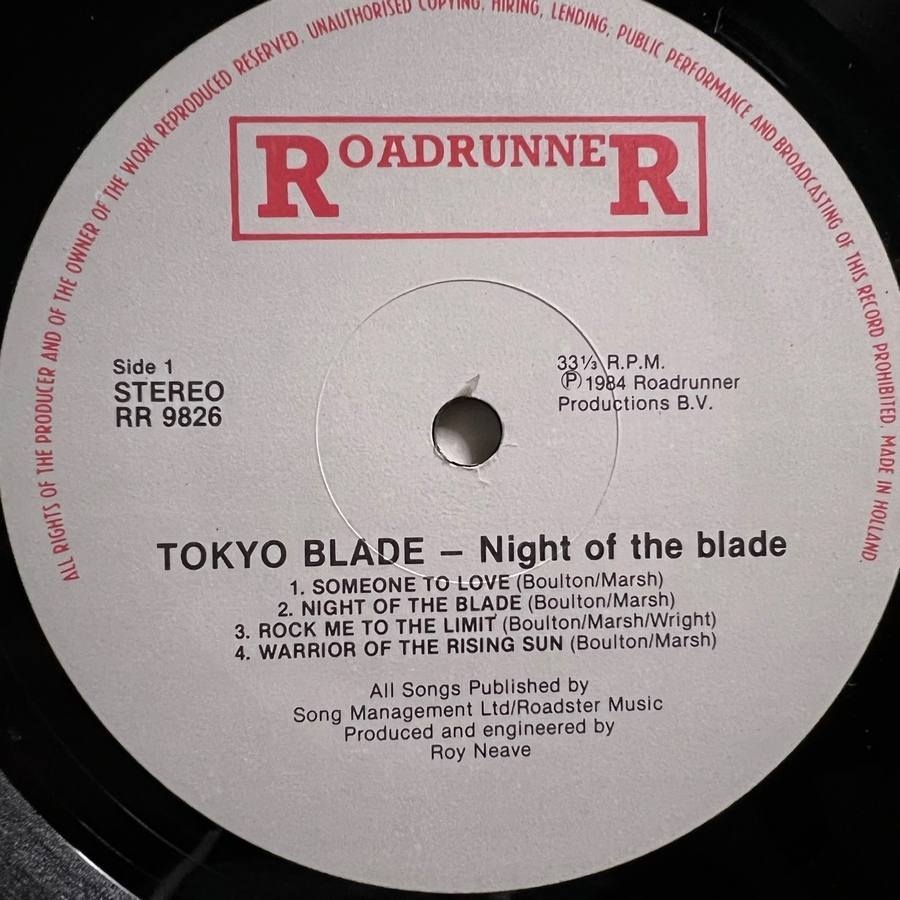 ALL RIGHTS OF THE PRODUCER AND OF THE OWNER OF THE WORK REPRODUCED RESERVED. UNAUTHORISED COPYING, HIRING, LENDING, PUBLIC PERFORMANCE AND BROADCASTING OF THIS RECORD PROHIBITED. MADE IN HOLLAND.
ROADRUNNER
Side 1
STEREO
RR 9826
33⅓ R.P.M.
Ⓟ 1984 Roadrunner
Productions B.V.
TOKYO BLADE – Night of the blade
1. SOMEONE TO LOVE (Boulton/Marsh)
2. NIGHT OF THE BLADE (Boulton/Marsh)
3. ROCK ME TO THE LIMIT (Boulton/Marsh/Wright)
4. WARRIOR OF THE RISING SUN (Boulton/Marsh)
All Songs Published by
Song Management Ltd/Roadster Music
Produced and engineered by
Roy Neave